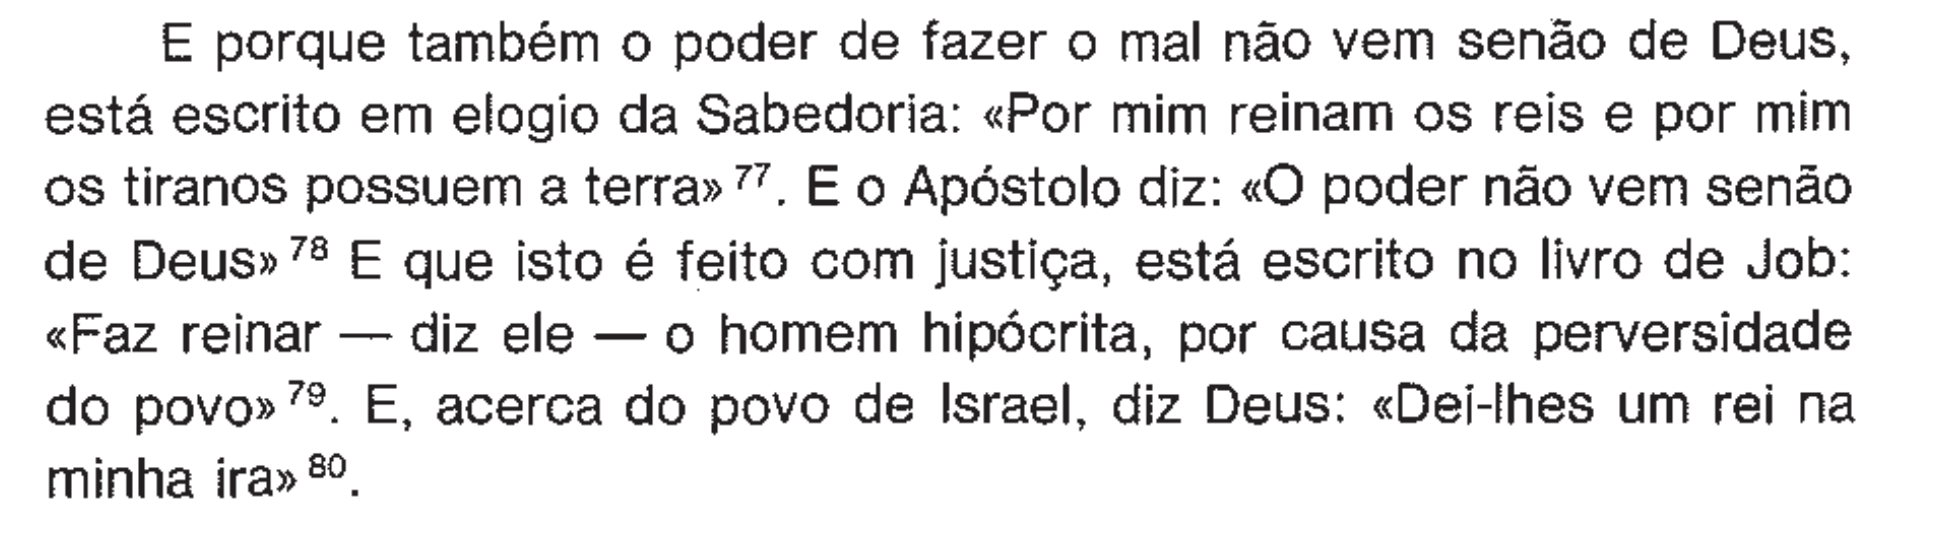 E porque também o poder de fazer o mal não vem senão de Deus,
está escrito em elogio da Sabedoria: «Por mim reinam os reis e por mim
os tiranos possuem a terra» 77. E o Apóstolo diz: «O poder não vem senão
de Deus» 78 E que isto é feito com justiça, está escrito no livro de Job:
«Faz reinar — diz ele — o homem hipócrita, por causa da perversidade
do povo» 79. E, acerca do povo de Israel, diz Deus: «Dei-lhes um rei na
minha ira» 80.